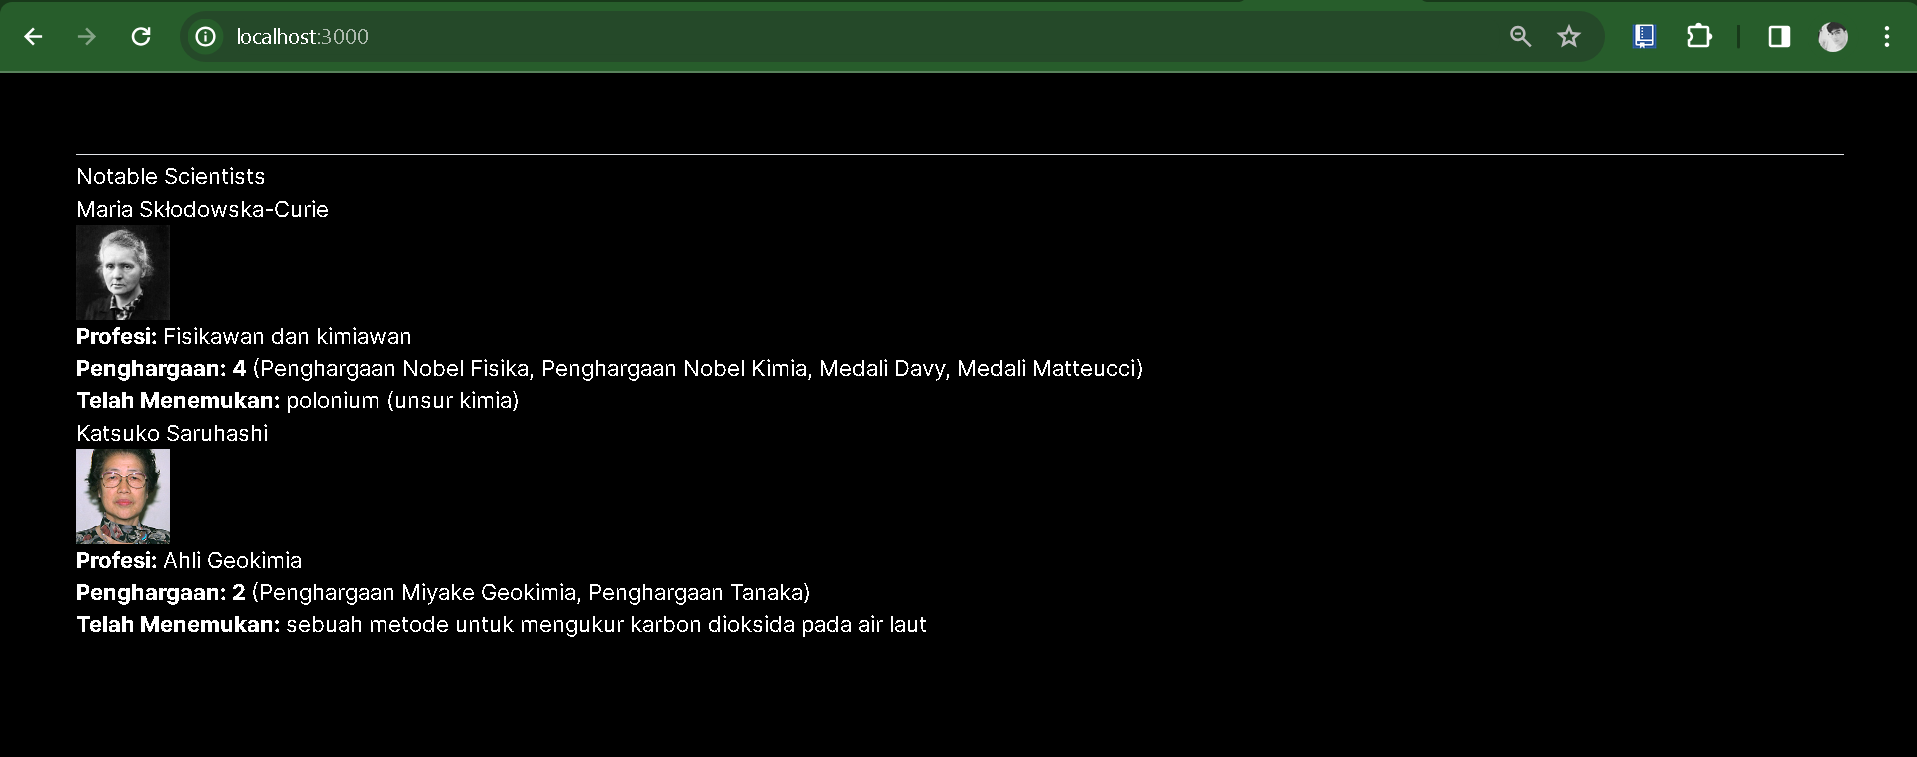 localhost:3000
Notable Scientists
Maria Skłodowska-Curie
Profesi: Fisikawan dan kimiawan
Penghargaan: 4 (Penghargaan Nobel Fisika, Penghargaan Nobel Kimia, Medali Davy, Medali Matteucci)
Telah Menemukan: polonium (unsur kimia)
Katsuko Saruhashi
Profesi: Ahli Geokimia
Penghargaan: 2 (Penghargaan Miyake Geokimia, Penghargaan Tanaka)
Telah Menemukan: sebuah metode untuk mengukur karbon dioksida pada air laut